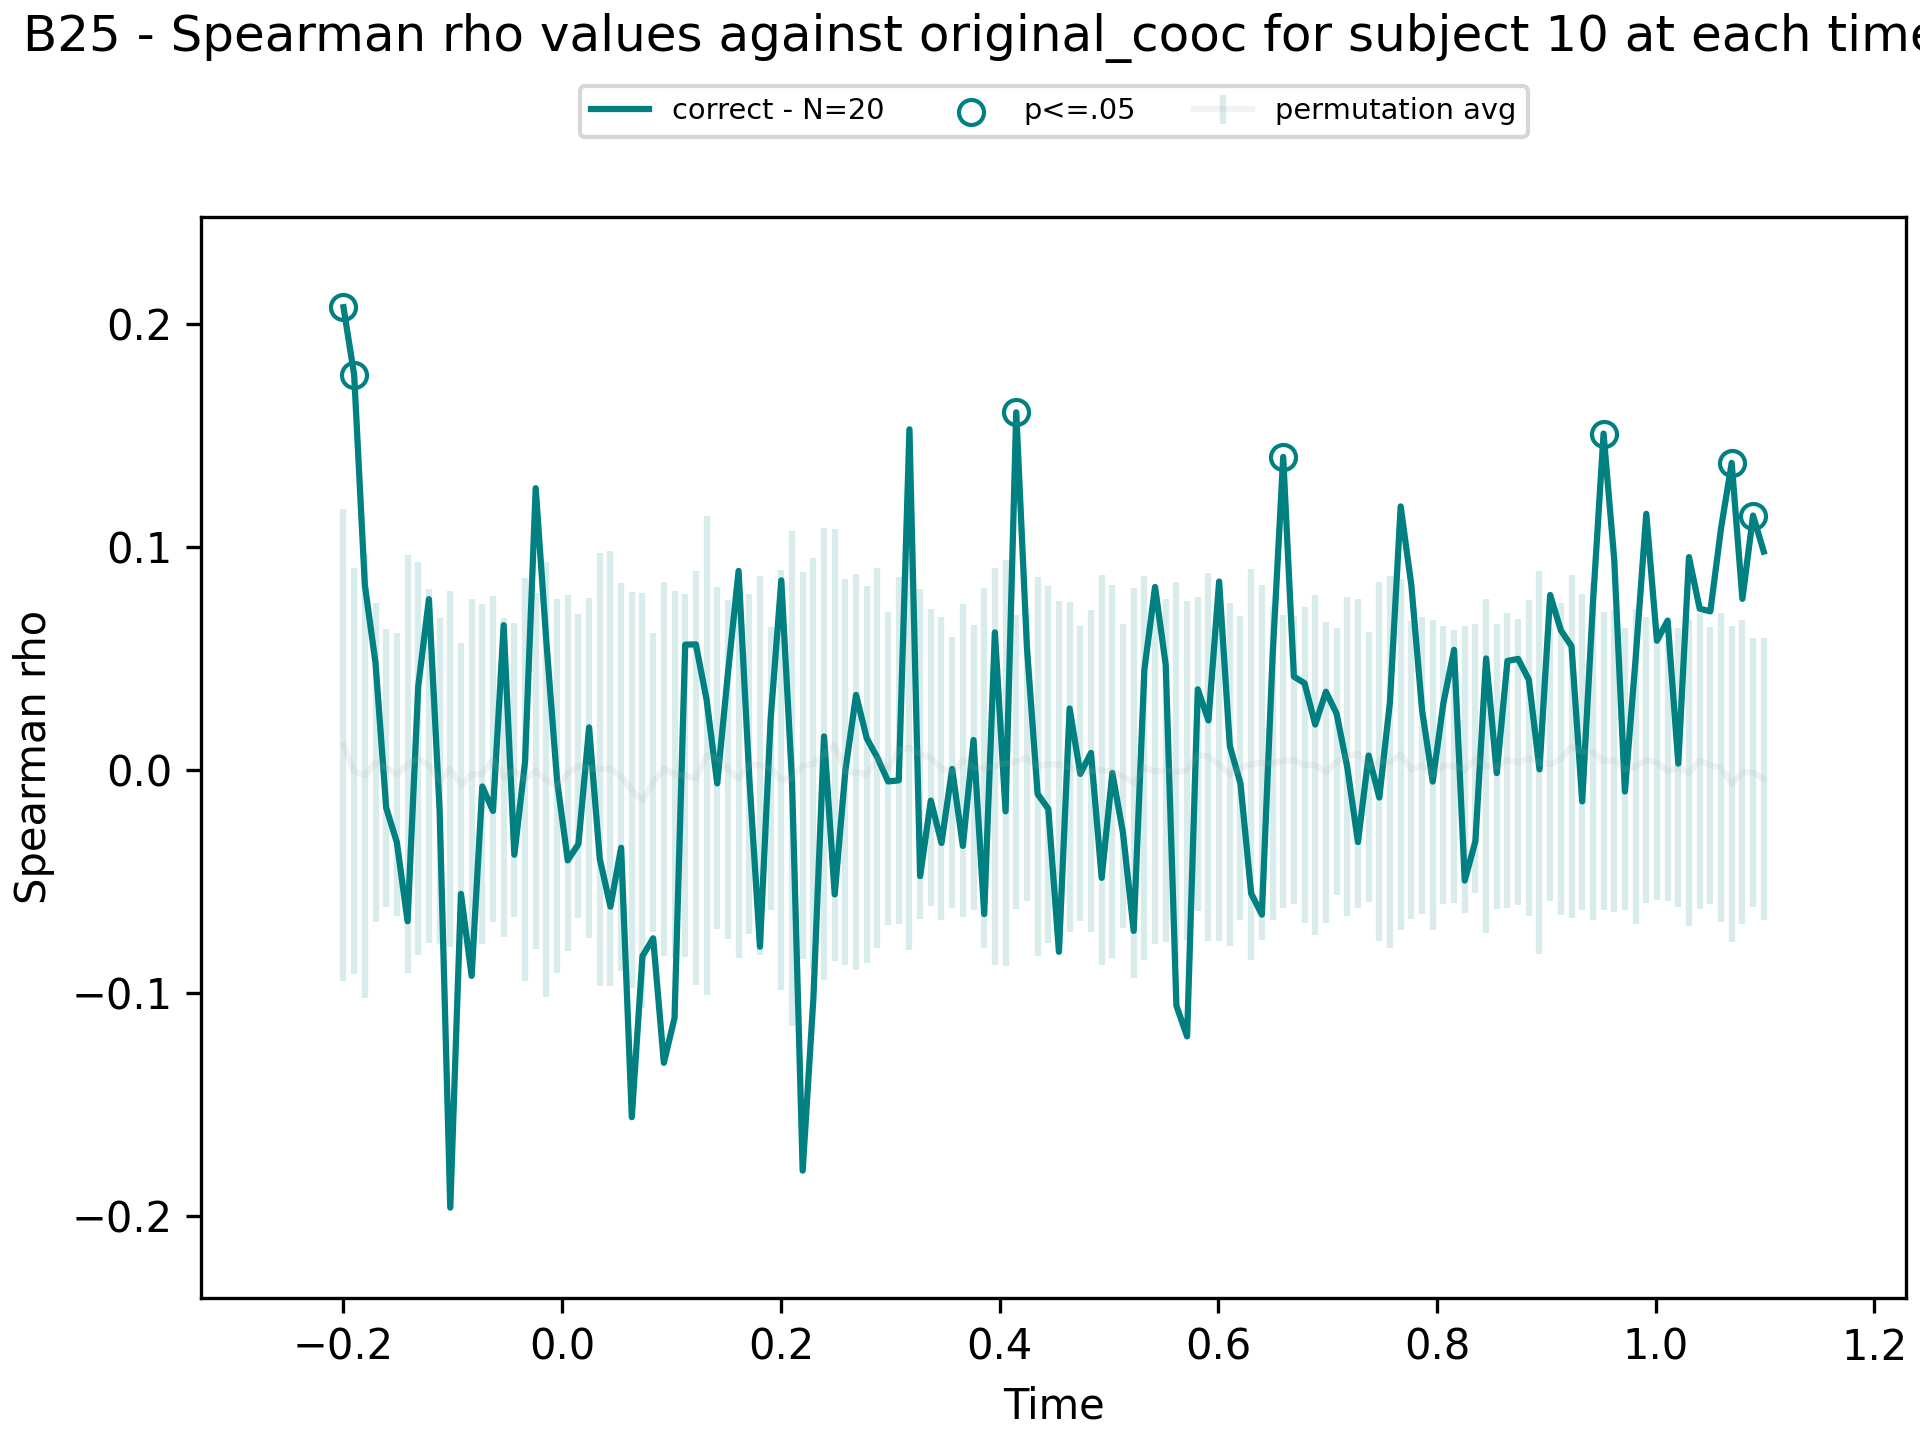 B25 - Spearman rho values against original_cooc for subject 10 at each time
correct - N=20 p<=.05 permutation avg
Spearman rho
0.2
0.1
0.0
−0.1
−0.2
−0.2 0.0 0.2 0.4 0.6 0.8 1.0 1.2
Time